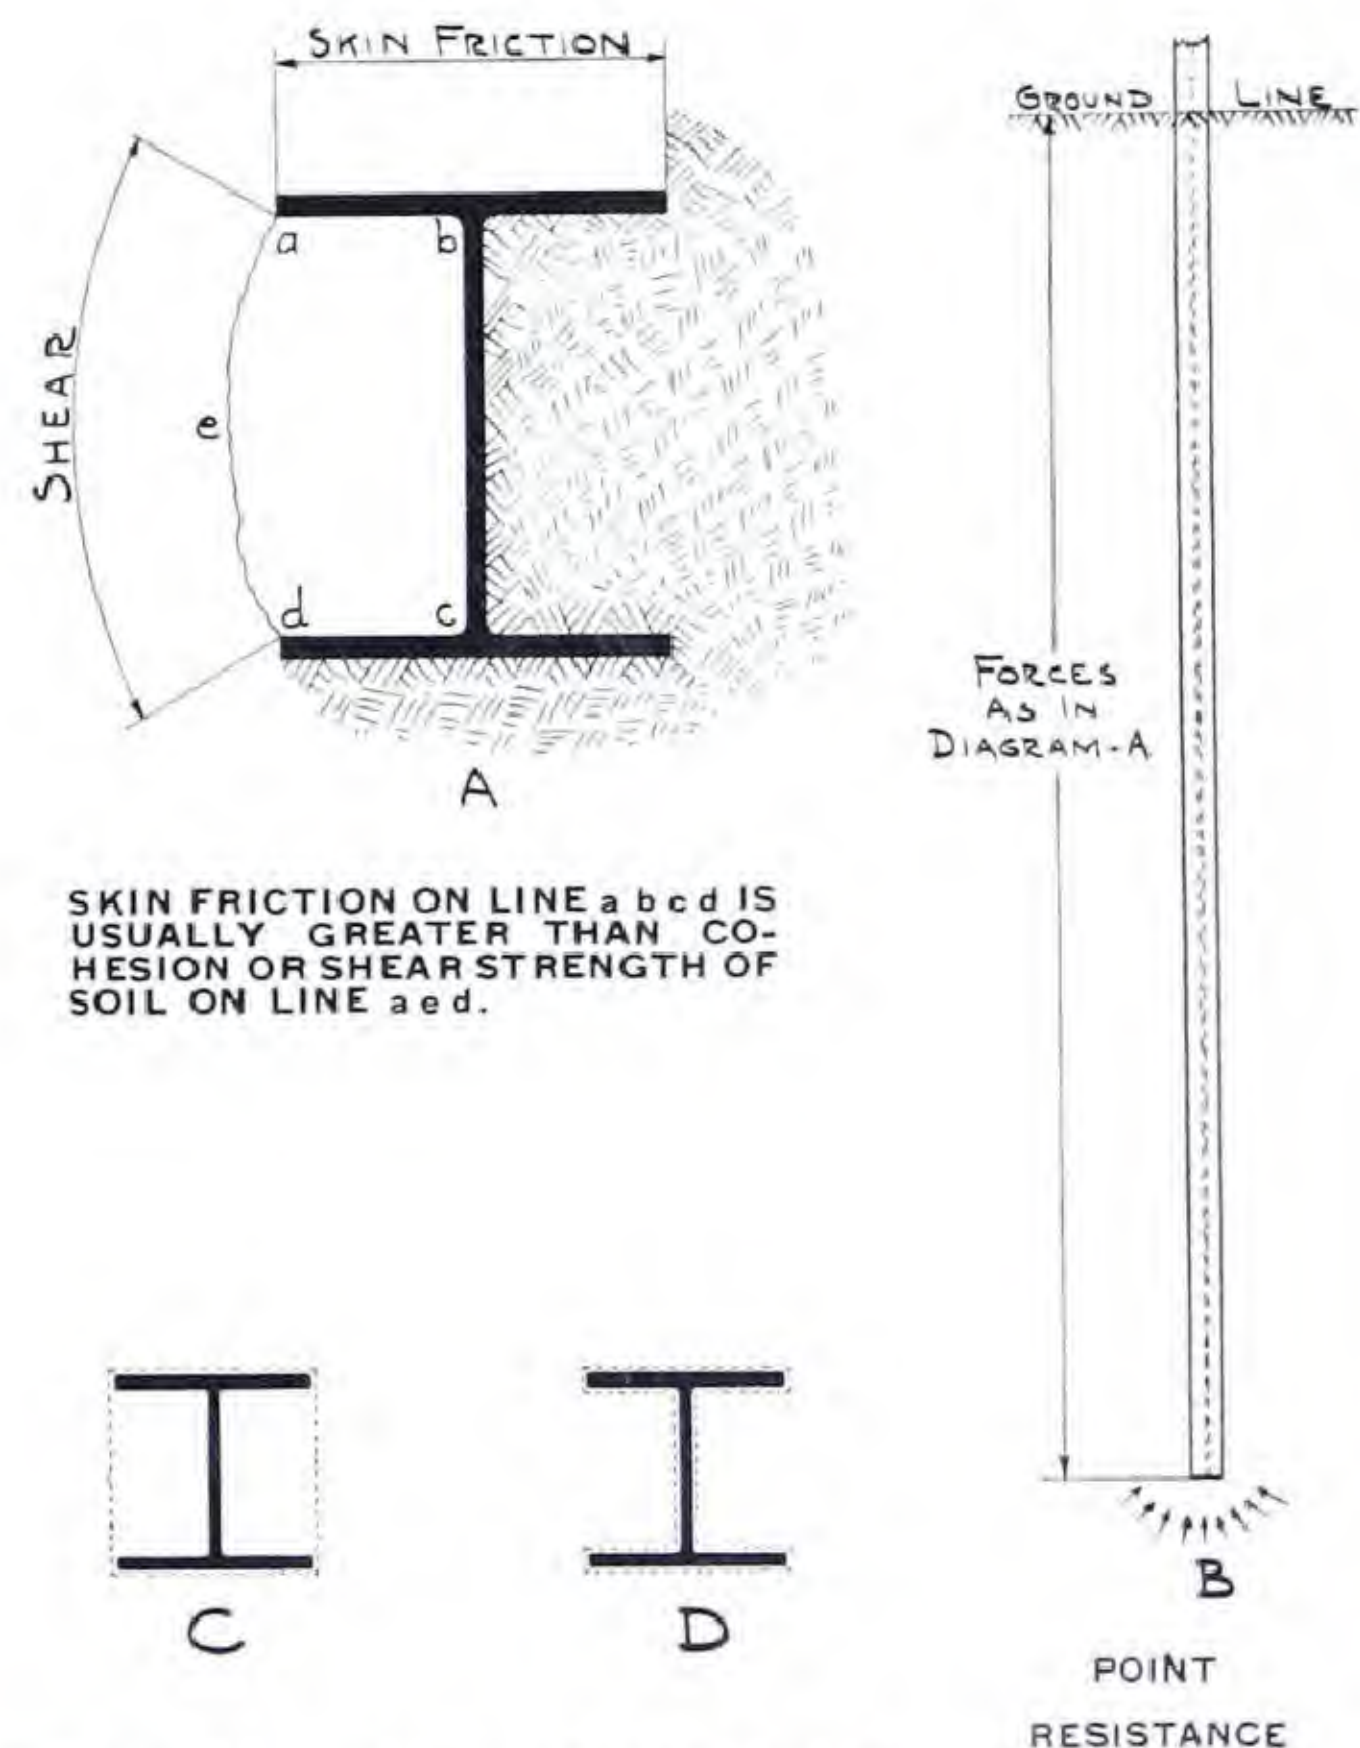 SKIN FRICTION
GROUND LINE
a b
SHEAR
e
d c
FORCES
AS IN
DIAGRAM-A
A
SKIN FRICTION ON LINE a b c d IS
USUALLY GREATER THAN CO-
HESION OR SHEAR STRENGTH OF
SOIL ON LINE a e d.
C
D
B
POINT
RESISTANCE